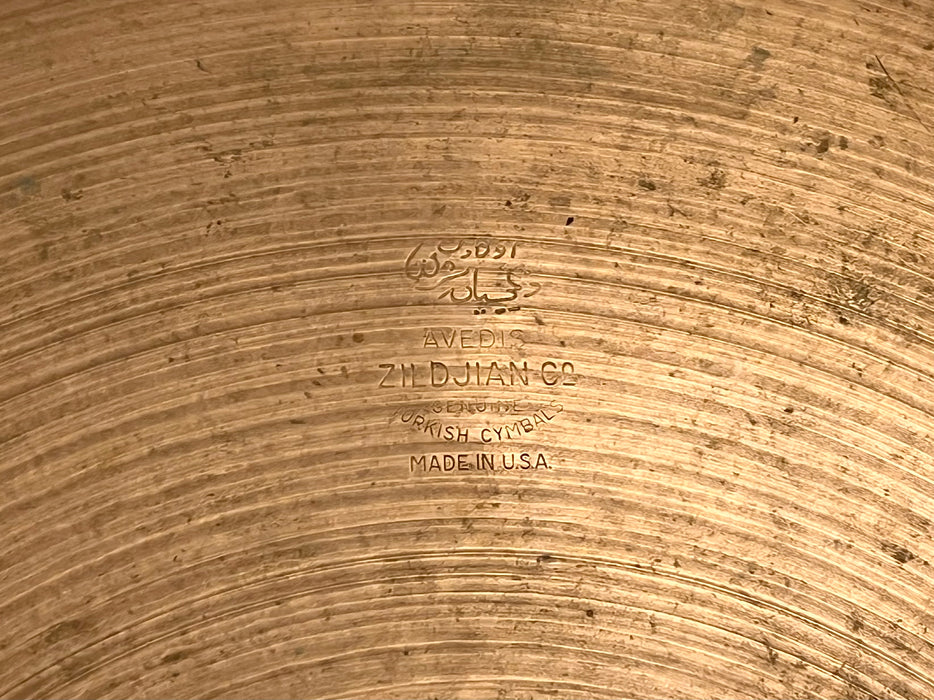 AVEDIS
ZILDJIAN Cº
GENUINE
TURKISH CYMBALS
MADE IN U.S.A.